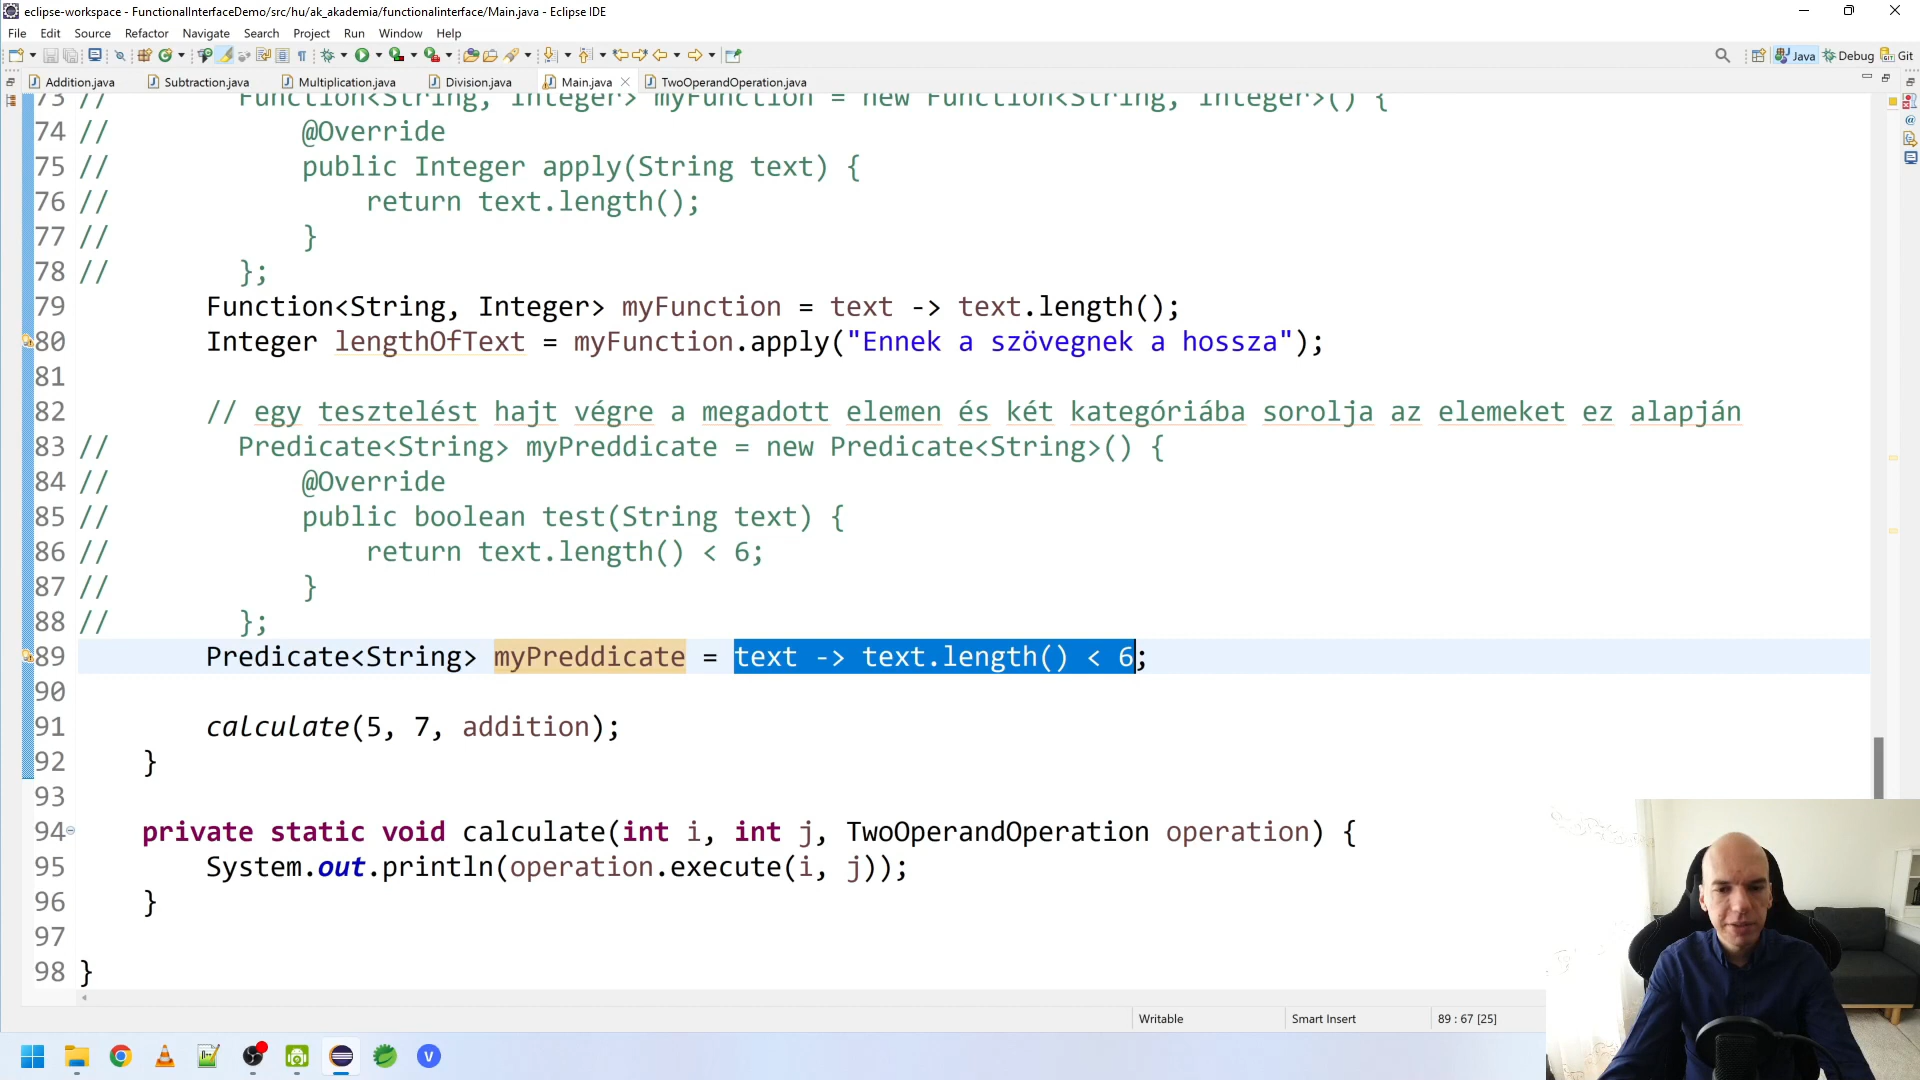 eclipse-workspace - FunctionalInterfaceDemo/src/hu/ak_akademia/functionalinterface/Main.java - Eclipse IDE
File Edit Source Refactor Navigate Search Project Run Window Help
Java Debug Git
Addition.java Subtraction.java Multiplication.java Division.java Main.java TwoOperandOperation.java
73 // Function<String, Integer> myFunction = new Function<String, Integer>() {
74 // @Override
75 // public Integer apply(String text) {
76 // return text.length();
77 // }
78 // };
79 Function<String, Integer> myFunction = text -> text.length();
80 Integer lengthOfText = myFunction.apply("Ennek a szövegnek a hossza");
81
82 // egy tesztelést hajt végre a megadott elemen és két kategóriába sorolja az elemeket ez alapján
83 // Predicate<String> myPreddicate = new Predicate<String>() {
84 // @Override
85 // public boolean test(String text) {
86 // return text.length() < 6;
87 // }
88 // };
89 Predicate<String> myPreddicate = text -> text.length() < 6;
90
91 calculate(5, 7, addition);
92 }
93
94 private static void calculate(int i, int j, TwoOperandOperation operation) {
95 System.out.println(operation.execute(i, j));
96 }
97
98 }
Writable Smart Insert 89 : 67 [25]